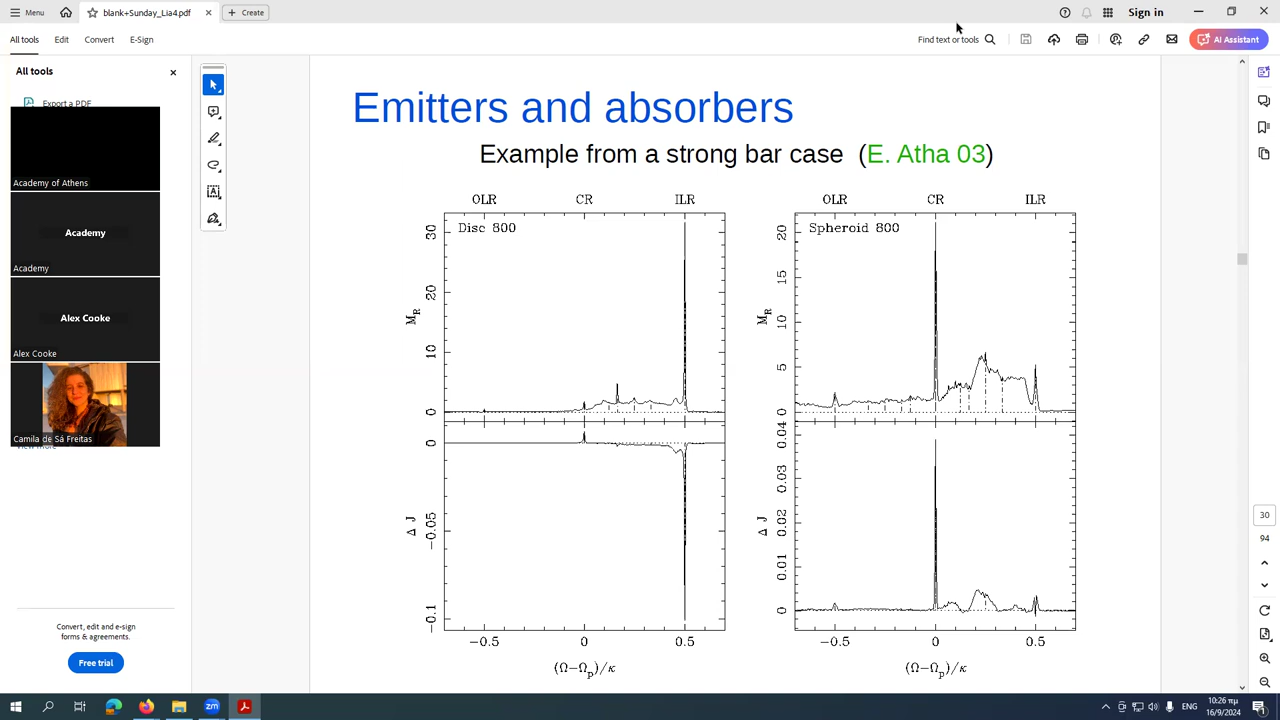 Menu
blank+Sunday_Lia4.pdf
Create
Sign in
All tools
Edit
Convert
E-Sign
Find text or tools
AI Assistant
All tools
Export a PDF
Academy of Athens
Academy
Academy
Alex Cooke
Alex Cooke
Camila de Sá Freitas
Convert, edit and e-sign
forms & agreements.
Free trial
Emitters and absorbers
Example from a strong bar case (E. Atha 03)
OLR CR ILR
OLR CR ILR
Disc 800
Spheroid 800
M_R
30
20
10
0
M_R
20
15
10
5
0
Δ J
0
−0.05
−0.1
Δ J
0.04
0.03
0.02
0.01
0
−0.5 0 0.5
−0.5 0 0.5
(Ω−Ω_p)/κ
(Ω−Ω_p)/κ
30
94
zm
ENG
10:26 πμ
16/9/2024
1